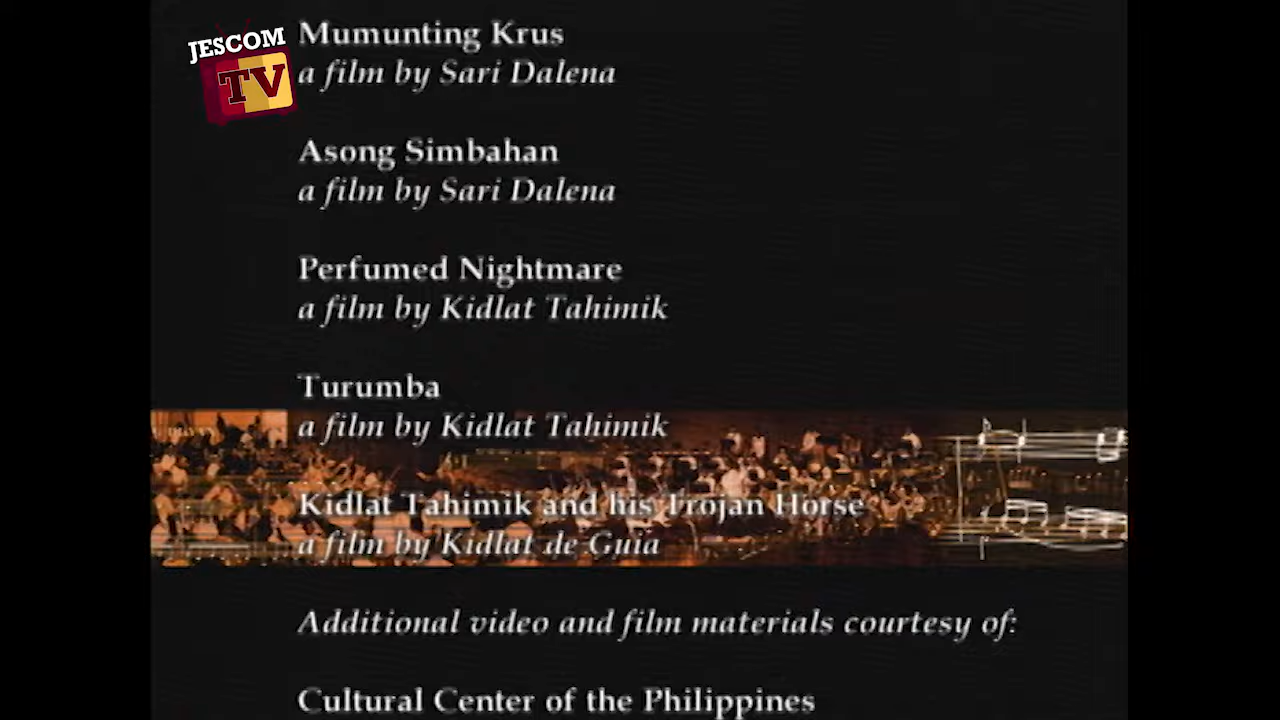 JESCOM
TV
Mumunting Krus
a film by Sari Dalena
Asong Simbahan
a film by Sari Dalena
Perfumed Nightmare
a film by Kidlat Tahimik
Turumba
a film by Kidlat Tahimik
Kidlat Tahimik and his Trojan Horse
a film by Kidlat de Guia
Additional video and film materials courtesy of:
Cultural Center of the Philippines